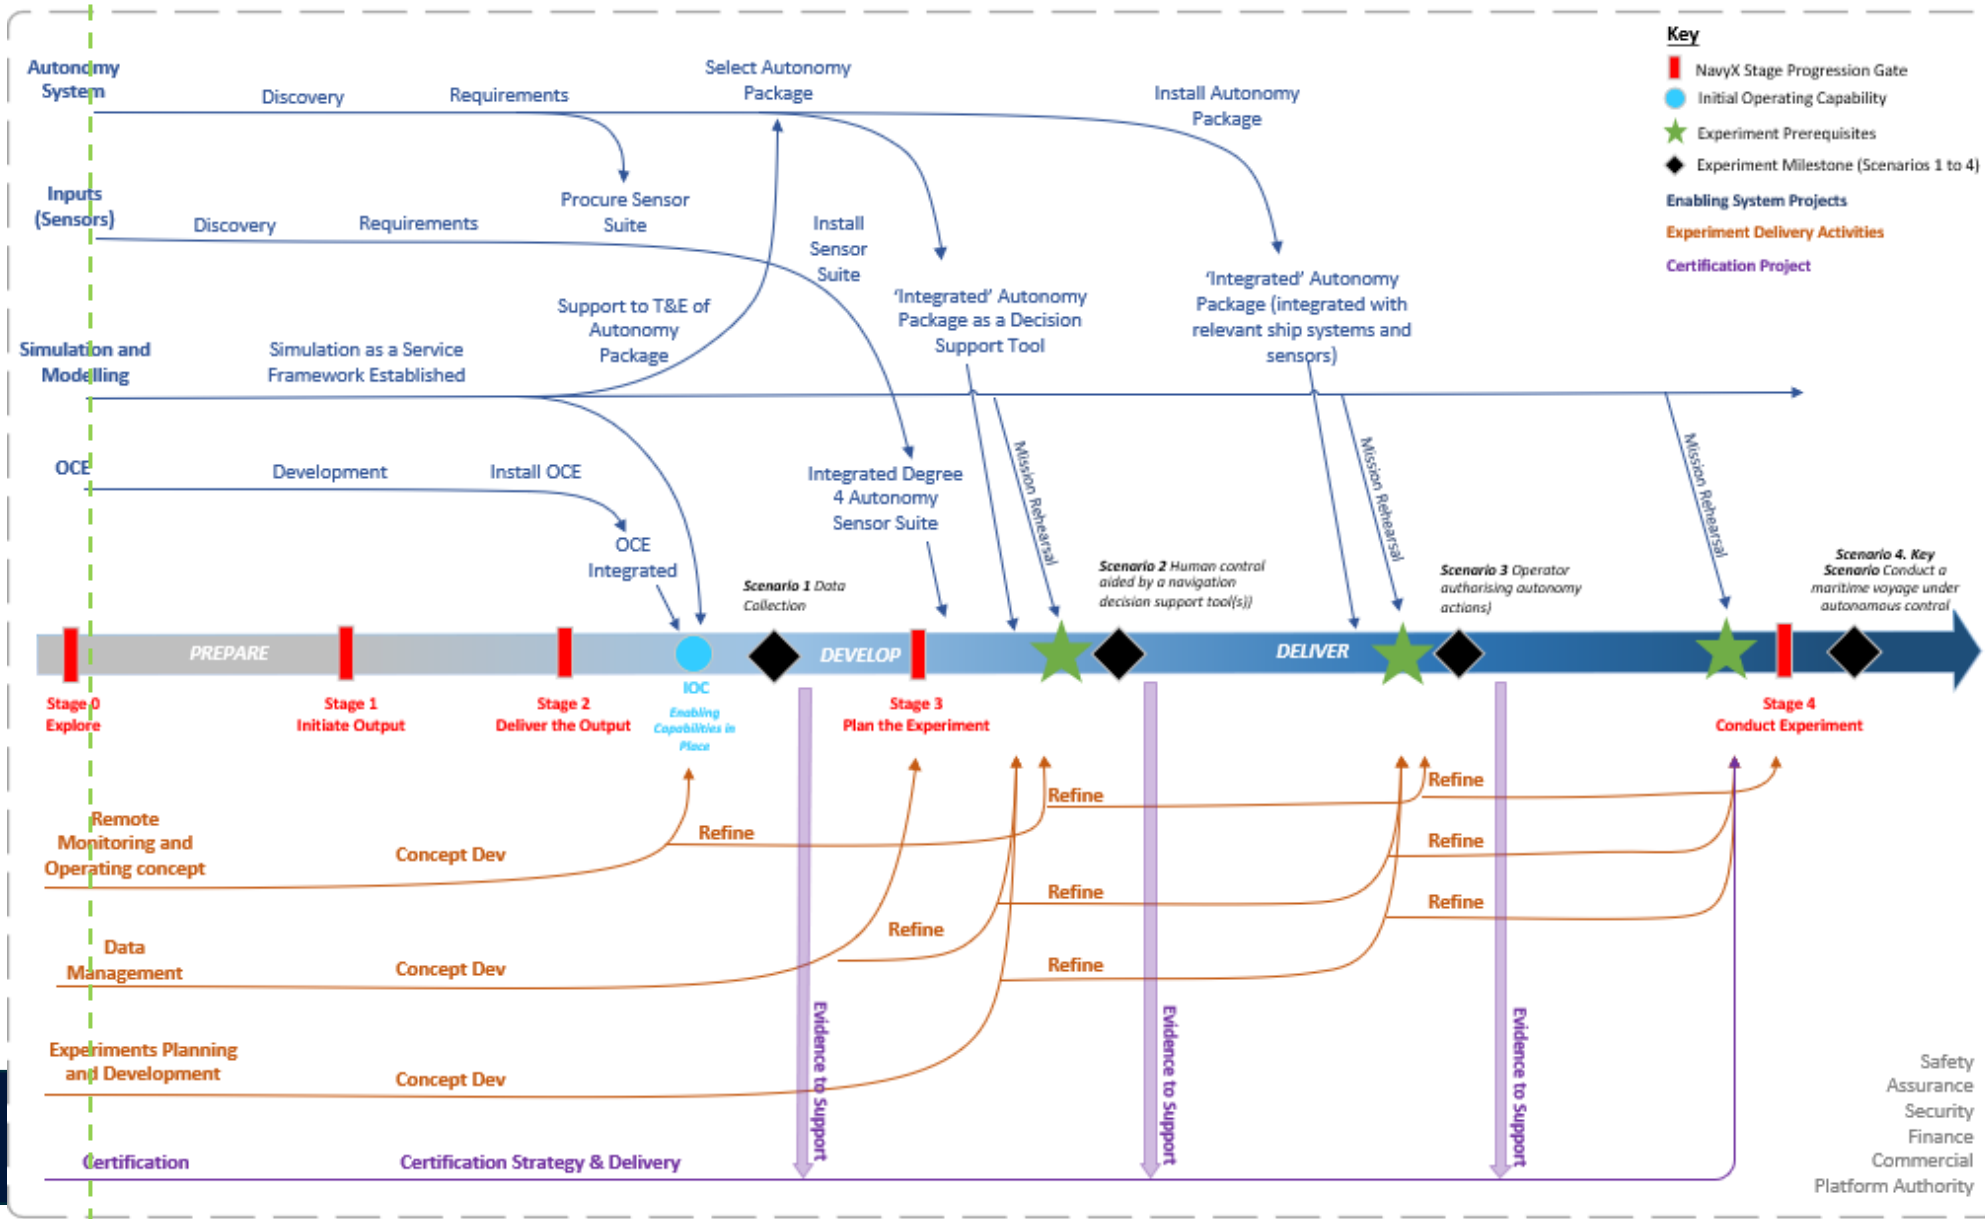 Key
NavyX Stage Progression Gate
Initial Operating Capability
Experiment Prerequisites
Experiment Milestone (Scenarios 1 to 4)
Enabling System Projects
Experiment Delivery Activities
Certification Project
Autonomy
System
Discovery
Requirements
Select Autonomy
Package
Install Autonomy
Package
Inputs
(Sensors)
Discovery
Requirements
Procure Sensor
Suite
Install
Sensor
Suite
'Integrated' Autonomy
Package as a Decision
Support Tool
'Integrated' Autonomy
Package (integrated with
relevant ship systems and
sensors)
Support to T&E of
Autonomy
Package
Simulation and
Modelling
Simulation as a Service
Framework Established
OCE
Development
Install OCE
OCE
Integrated
Integrated Degree
4 Autonomy
Sensor Suite
Mission Rehearsal
Mission Rehearsal
Mission Rehearsal
Scenario 1 Data
Collection
Scenario 2 Human control
aided by a navigation
decision support tool(s))
Scenario 3 Operator
authorising autonomy
actions)
Scenario 4. Key
Scenario Conduct a
maritime voyage under
autonomous control
PREPARE
DEVELOP
DELIVER
Stage 0
Explore
Stage 1
Initiate Output
Stage 2
Deliver the Output
IOC
Enabling
Capabilities in
Place
Stage 3
Plan the Experiment
Stage 4
Conduct Experiment
Remote
Monitoring and
Operating concept
Concept Dev
Refine
Refine
Refine
Data
Management
Concept Dev
Refine
Refine
Refine
Experiments Planning
and Development
Concept Dev
Refine
Refine
Evidence to Support
Evidence to Support
Evidence to Support
Certification
Certification Strategy & Delivery
Safety
Assurance
Security
Finance
Commercial
Platform Authority